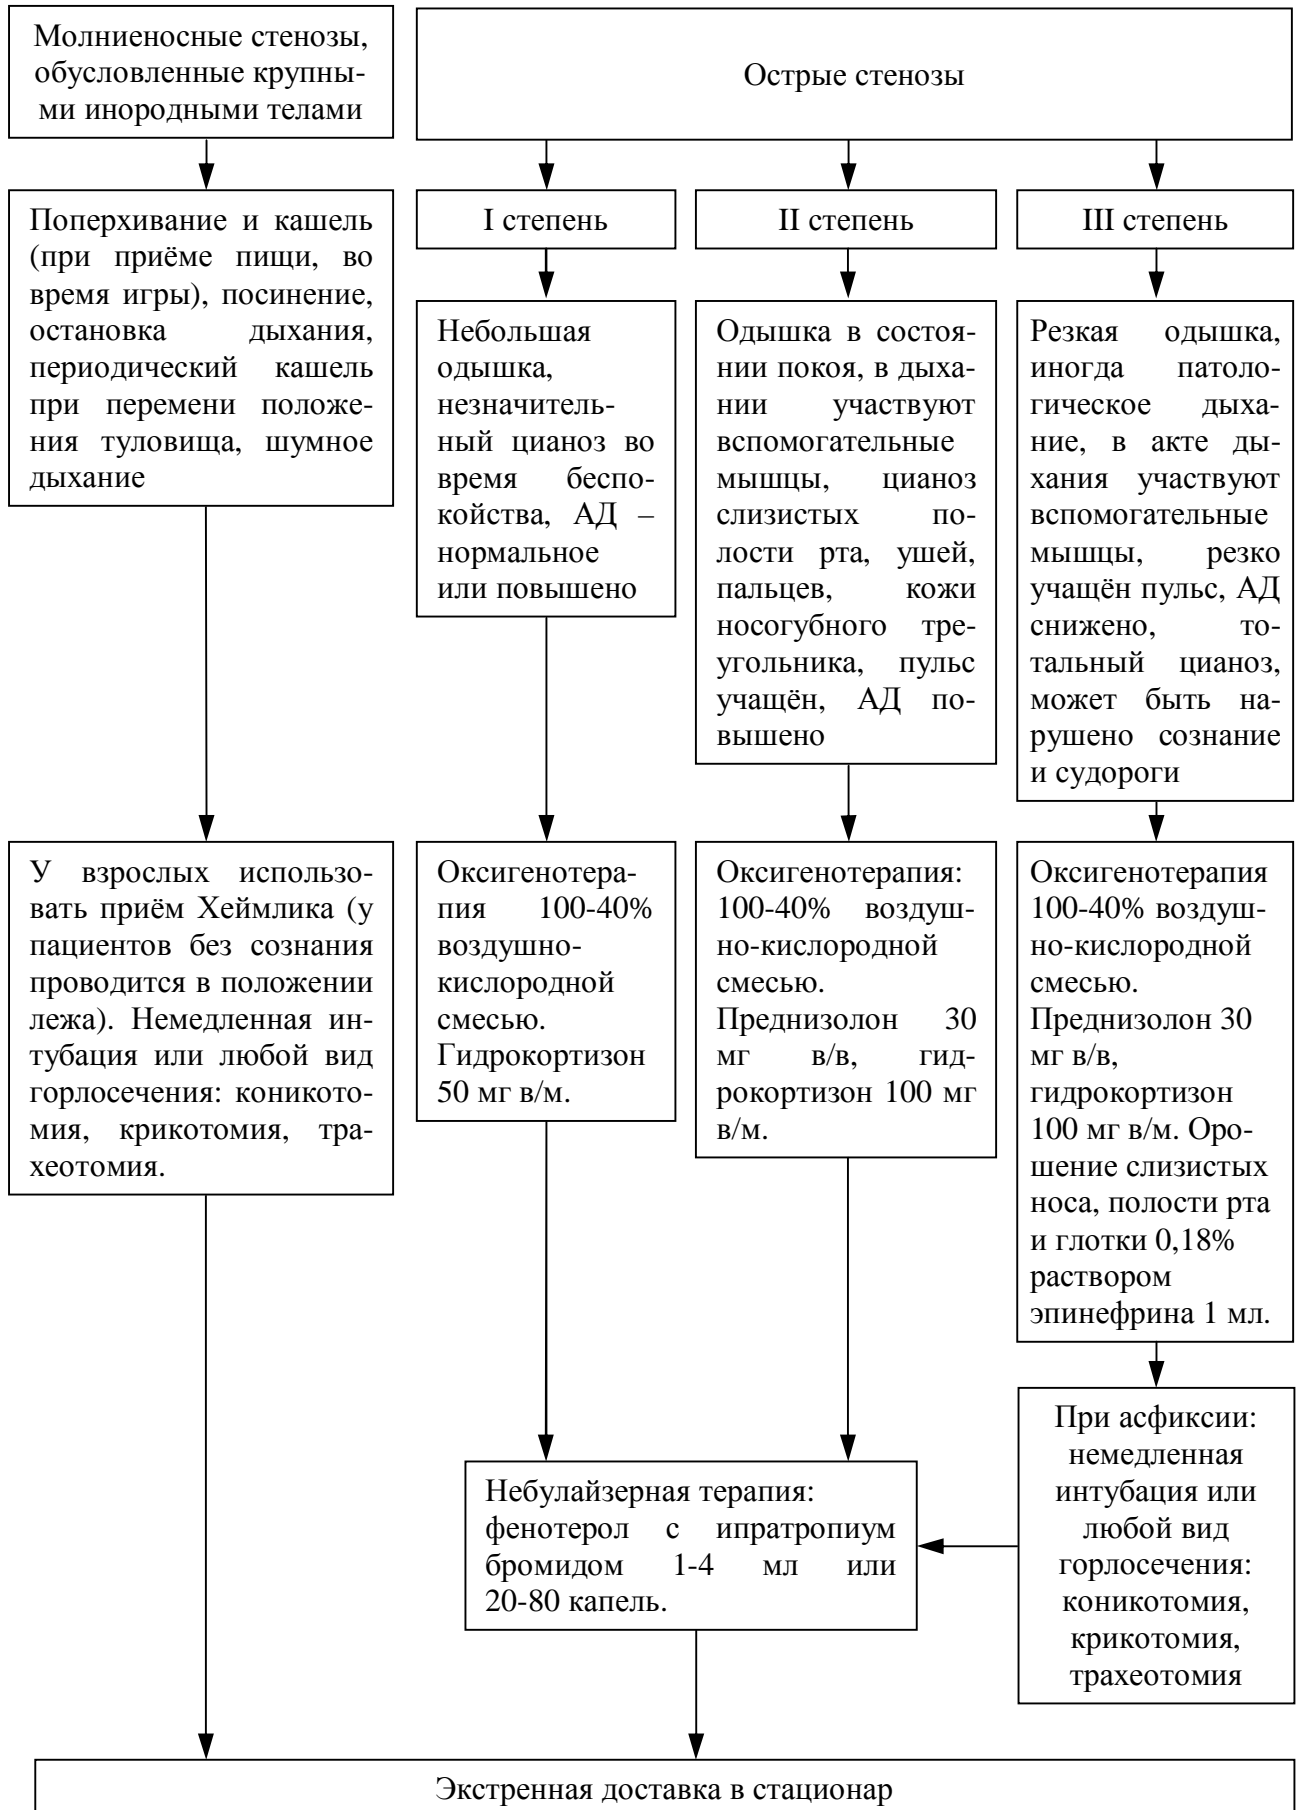 Молниеносные стенозы,
обусловленные крупны-
ми инородными телами
Острые стенозы
Поперхивание и кашель
(при приёме пищи, во
время игры), посинение,
остановка дыхания,
периодический кашель
при перемени положе-
ния туловища, шумное
дыхание
I степень
II степень
III степень
Небольшая
одышка,
незначитель-
ный цианоз во
время беспо-
койства, АД –
нормальное
или повышено
Одышка в состоя-
нии покоя, в дыха-
нии участвуют
вспомогательные
мышцы, цианоз
слизистых по-
лости рта, ушей,
пальцев, кожи
носогубного тре-
угольника, пульс
учащён, АД по-
вышено
Резкая одышка,
иногда патоло-
гическое дыха-
ние, в акте ды-
хания участвуют
вспомогательные
мышцы, резко
учащён пульс, АД
снижено, то-
тальный цианоз,
может быть на-
рушено сознание
и судороги
У взрослых использо-
вать приём Хеймлика (у
пациентов без сознания
проводится в положении
лежа). Немедленная ин-
тубация или любой вид
горлосечения: коникото-
мия, крикотомия, тра-
хеотомия.
Оксигенотера-
пия 100-40%
воздушно-
кислородной
смесью.
Гидрокортизон
50 мг в/м.
Оксигенотерапия:
100-40% воздуш-
но-кислородной
смесью.
Преднизолон 30
мг в/в, гид-
рокортизон 100 мг
в/м.
Оксигенотерапия
100-40% воздуш-
но-кислородной
смесью.
Преднизолон 30
мг в/в,
гидрокортизон
100 мг в/м. Оро-
шение слизистых
носа, полости рта
и глотки 0,18%
раствором
эпинефрина 1 мл.
При асфиксии:
немедленная
интубация или
любой вид
горлосечения:
коникотомия,
крикотомия,
трахеотомия
Небулайзерная терапия:
фенотерол с ипратропиум
бромидом 1-4 мл или
20-80 капель.
Экстренная доставка в стационар